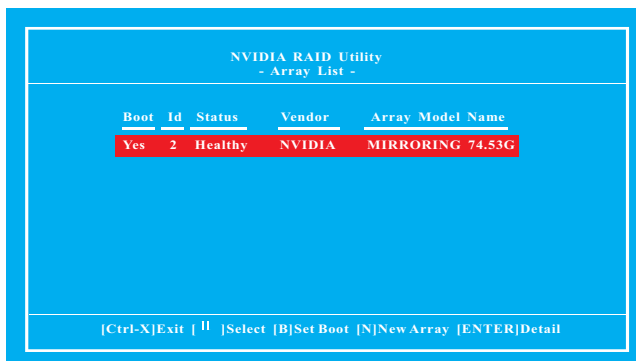 NVIDIA RAID Utility
- Array List -
Boot Id Status Vendor Array Model Name
Yes 2 Healthy NVIDIA MIRRORING 74.53G
[Ctrl-X]Exit [ ]Select [B]Set Boot [N]New Array [ENTER]Detail